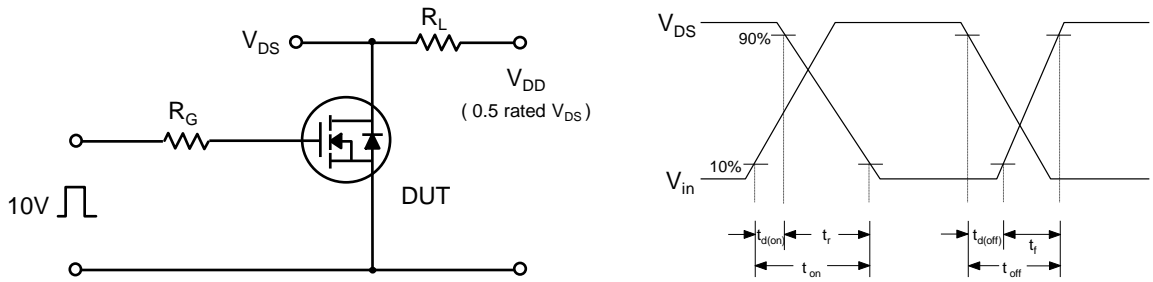 R_L
V_DS
V_DD
( 0.5 rated V_DS )
R_G
10V
DUT
V_DS
90%
10%
V_in
t_d(on)
t_r
t_on
t_d(off)
t_f
t_off